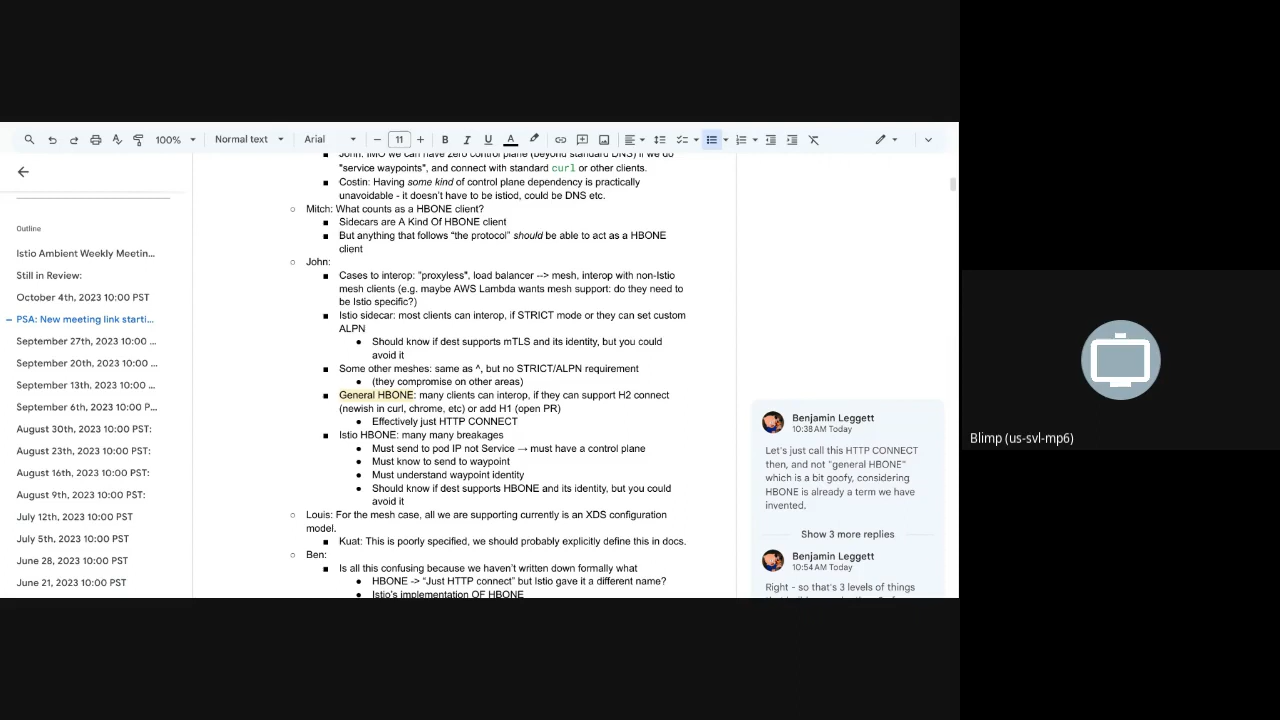 100%
Normal text
Arial
11
B
I
U
A
Outline
Istio Ambient Weekly Meetin...
Still in Review:
October 4th, 2023 10:00 PST
PSA: New meeting link starti...
September 27th, 2023 10:00 ...
September 20th, 2023 10:00 ...
September 13th, 2023 10:00 ...
September 6th, 2023 10:00 P...
August 30th, 2023 10:00 PST:
August 23th, 2023 10:00 PST:
August 16th, 2023 10:00 PST:
August 9th, 2023 10:00 PST:
July 12th, 2023 10:00 PST
July 5th, 2023 10:00 PST
June 28, 2023 10:00 PST
June 21, 2023 10:00 PST
John: IMO we can have zero control plane (beyond standard DNS) if we do
"service waypoints", and connect with standard curl or other clients.
Costin: Having some kind of control plane dependency is practically
unavoidable - it doesn't have to be istiod, could be DNS etc.
Mitch: What counts as a HBONE client?
Sidecars are A Kind Of HBONE client
But anything that follows “the protocol” should be able to act as a HBONE
client
John:
Cases to interop: "proxyless", load balancer --> mesh, interop with non-Istio
mesh clients (e.g. maybe AWS Lambda wants mesh support: do they need to
be Istio specific?)
Istio sidecar: most clients can interop, if STRICT mode or they can set custom
ALPN
Should know if dest supports mTLS and its identity, but you could
avoid it
Some other meshes: same as ^, but no STRICT/ALPN requirement
(they compromise on other areas)
General HBONE: many clients can interop, if they can support H2 connect
(newish in curl, chrome, etc) or add H1 (open PR)
Effectively just HTTP CONNECT
Istio HBONE: many many breakages
Must send to pod IP not Service → must have a control plane
Must know to send to waypoint
Must understand waypoint identity
Should know if dest supports HBONE and its identity, but you could
avoid it
Louis: For the mesh case, all we are supporting currently is an XDS configuration
model.
Kuat: This is poorly specified, we should probably explicitly define this in docs.
Ben:
Is all this confusing because we haven't written down formally what
HBONE -> “Just HTTP connect” but Istio gave it a different name?
Istio's implementation OF HBONE
Benjamin Leggett
10:38 AM Today
Let's just call this HTTP CONNECT
then, and not "general HBONE"
which is a bit goofy, considering
HBONE is already a term we have
invented.
Show 3 more replies
Benjamin Leggett
10:54 AM Today
Right - so that's 3 levels of things
Blimp (us-svl-mp6)